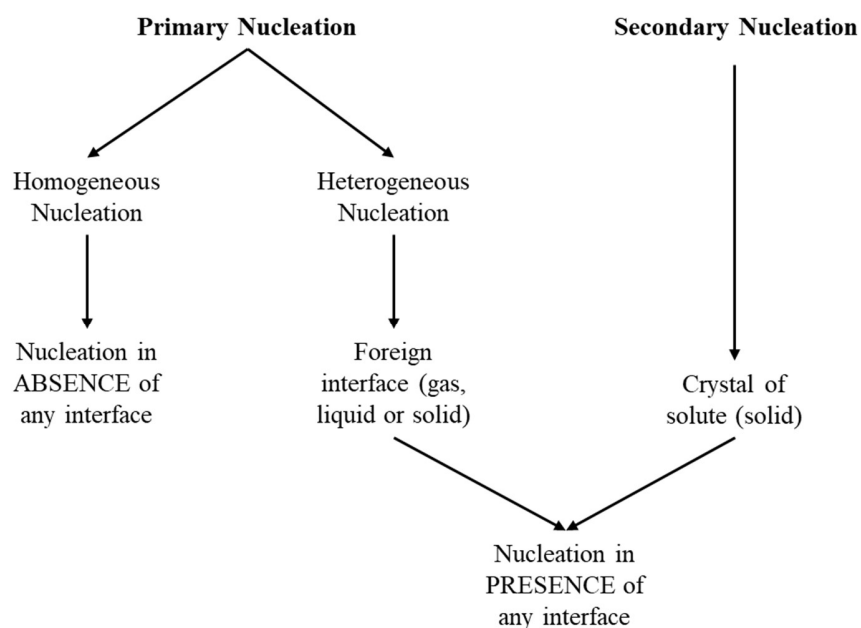 Primary Nucleation
Secondary Nucleation
Homogeneous
Nucleation
Heterogeneous
Nucleation
Nucleation in
ABSENCE of
any interface
Foreign
interface (gas,
liquid or solid)
Crystal of
solute (solid)
Nucleation in
PRESENCE of
any interface